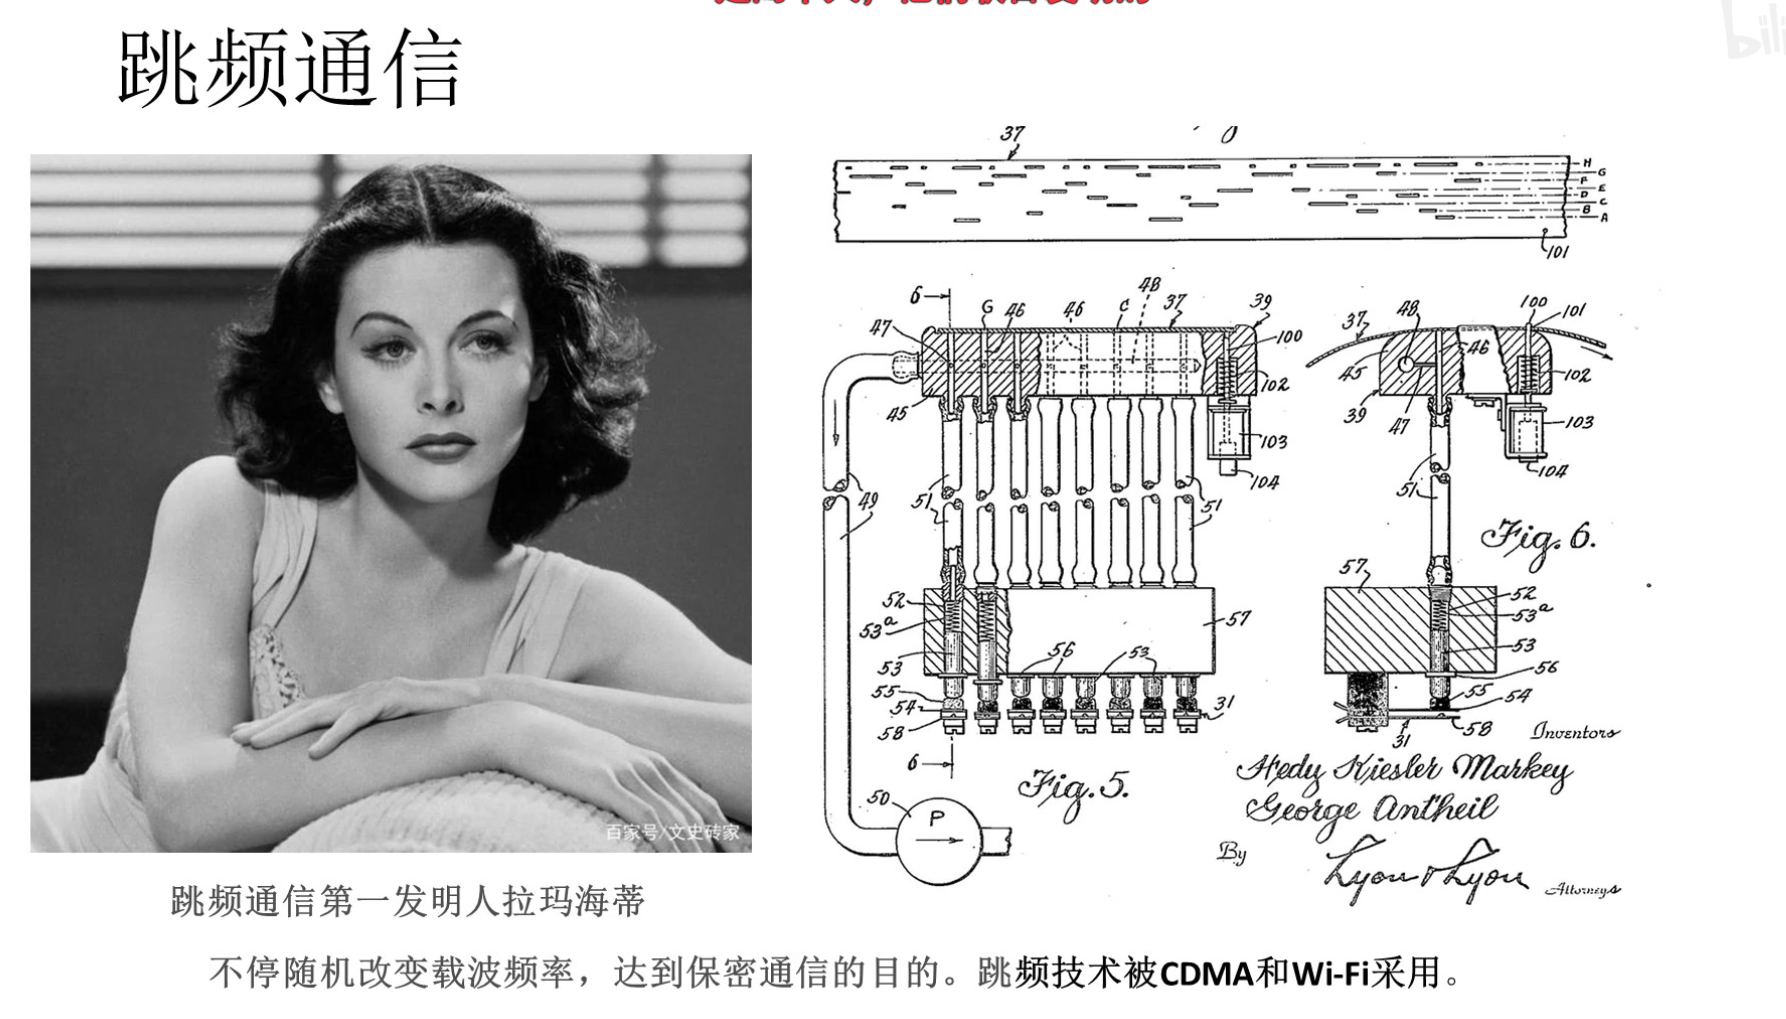 跳频通信
bili
37
H
G
F
E
D
C
B
A
101
6
47
G
46
46
C
48
37
39
100
102
45
103
104
49
51
51
52
53a
53
55
54
58
56
53
57
31
6
50
P
Fig. 5.
37
48
100
101
46
45
102
39
47
103
104
51
Fig. 6.
57
52
53a
53
56
55
54
58
31
Inventors
Hedy Kiesler Markey
George Antheil
By
Lyon & Lyon
Attorneys
百家号/文史砖家
跳频通信第一发明人拉玛海蒂
不停随机改变载波频率，达到保密通信的目的。跳频技术被CDMA和Wi-Fi采用。